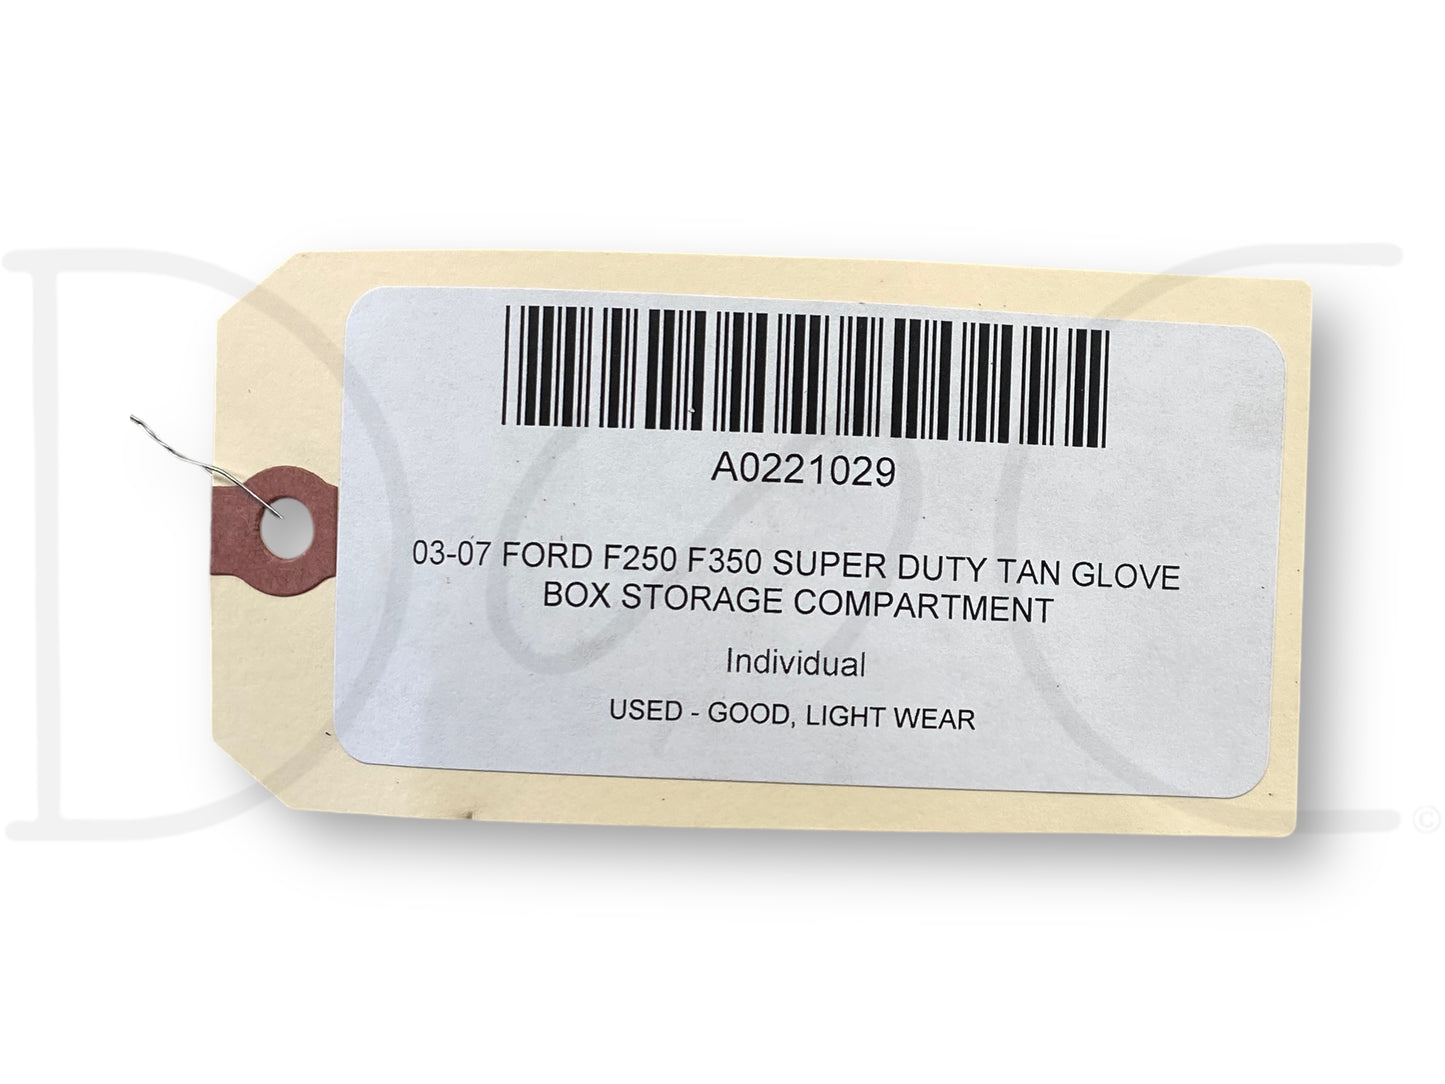 A0221029
03-07 FORD F250 F350 SUPER DUTY TAN GLOVE
BOX STORAGE COMPARTMENT
Individual
USED - GOOD, LIGHT WEAR
D&C ©